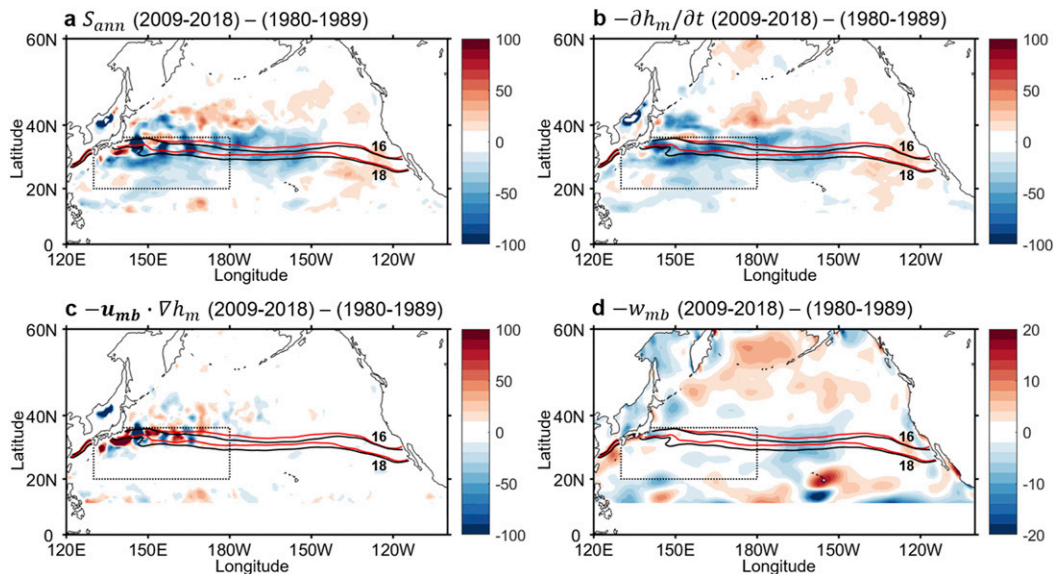 a S_ann (2009-2018) – (1980-1989)
b −∂h_m/∂t (2009-2018) – (1980-1989)
60N
40N
20N
0
Latitude
16
18
120E
150E
180W
150W
120W
Longitude
100
50
0
-50
-100
60N
40N
20N
0
Latitude
16
18
120E
150E
180W
150W
120W
Longitude
100
50
0
-50
-100
c −u_mb · ∇h_m (2009-2018) – (1980-1989)
d −w_mb (2009-2018) – (1980-1989)
60N
40N
20N
0
Latitude
16
18
120E
150E
180W
150W
120W
Longitude
100
50
0
-50
-100
60N
40N
20N
0
Latitude
16
18
120E
150E
180W
150W
120W
Longitude
20
10
0
-10
-20